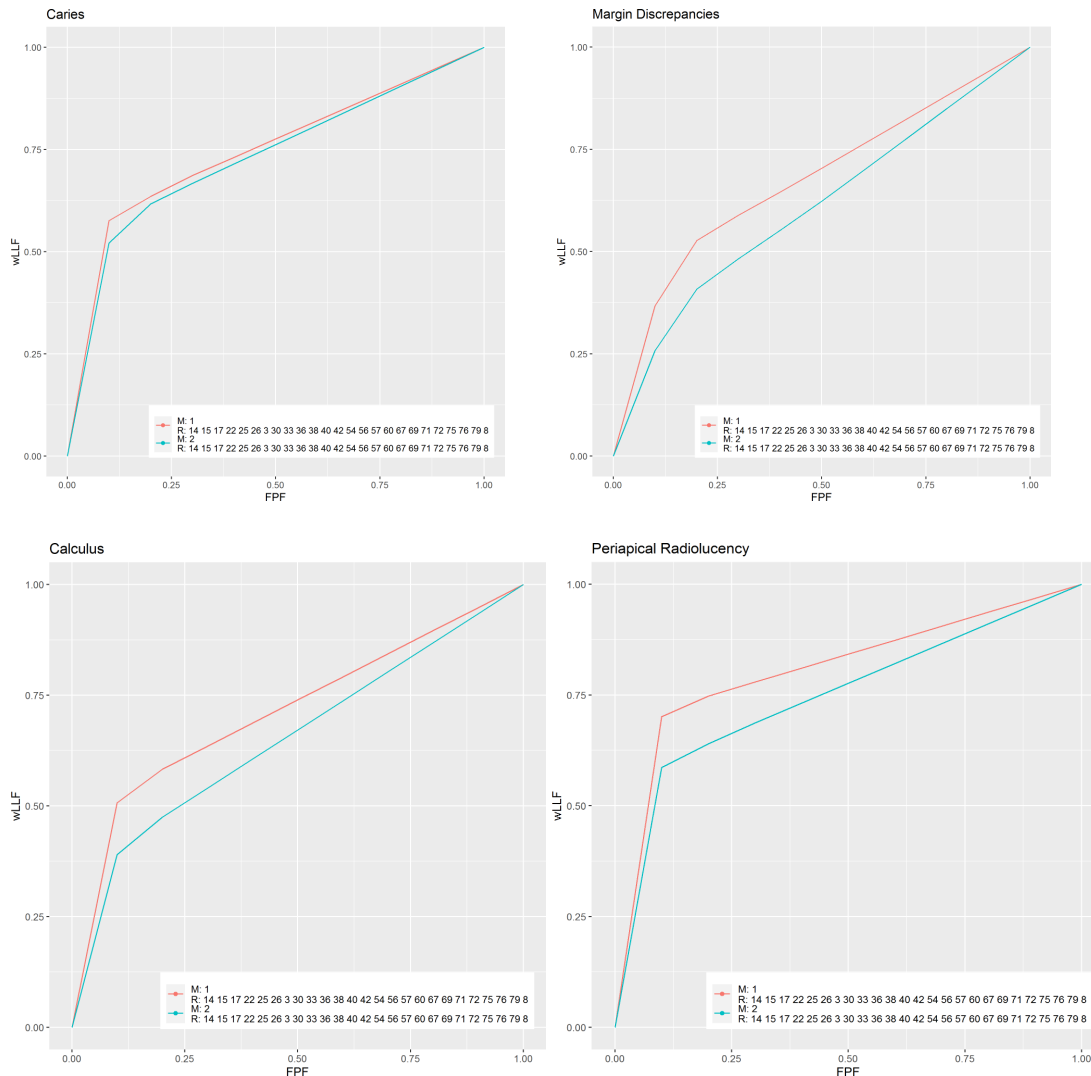 Caries
1.00
0.75
0.50
0.25
0.00
wLLF
M: 1
R: 14 15 17 22 25 26 3 30 33 36 38 40 42 54 56 57 60 67 69 71 72 75 76 79 8
M: 2
R: 14 15 17 22 25 26 3 30 33 36 38 40 42 54 56 57 60 67 69 71 72 75 76 79 8
0.00 0.25 0.50 0.75 1.00
FPF
Margin Discrepancies
1.00
0.75
0.50
0.25
0.00
wLLF
M: 1
R: 14 15 17 22 25 26 3 30 33 36 38 40 42 54 56 57 60 67 69 71 72 75 76 79 8
M: 2
R: 14 15 17 22 25 26 3 30 33 36 38 40 42 54 56 57 60 67 69 71 72 75 76 79 8
0.00 0.25 0.50 0.75 1.00
FPF
Calculus
1.00
0.75
0.50
0.25
0.00
wLLF
M: 1
R: 14 15 17 22 25 26 3 30 33 36 38 40 42 54 56 57 60 67 69 71 72 75 76 79 8
M: 2
R: 14 15 17 22 25 26 3 30 33 36 38 40 42 54 56 57 60 67 69 71 72 75 76 79 8
0.00 0.25 0.50 0.75 1.00
FPF
Periapical Radiolucency
1.00
0.75
0.50
0.25
0.00
wLLF
M: 1
R: 14 15 17 22 25 26 3 30 33 36 38 40 42 54 56 57 60 67 69 71 72 75 76 79 8
M: 2
R: 14 15 17 22 25 26 3 30 33 36 38 40 42 54 56 57 60 67 69 71 72 75 76 79 8
0.00 0.25 0.50 0.75 1.00
FPF